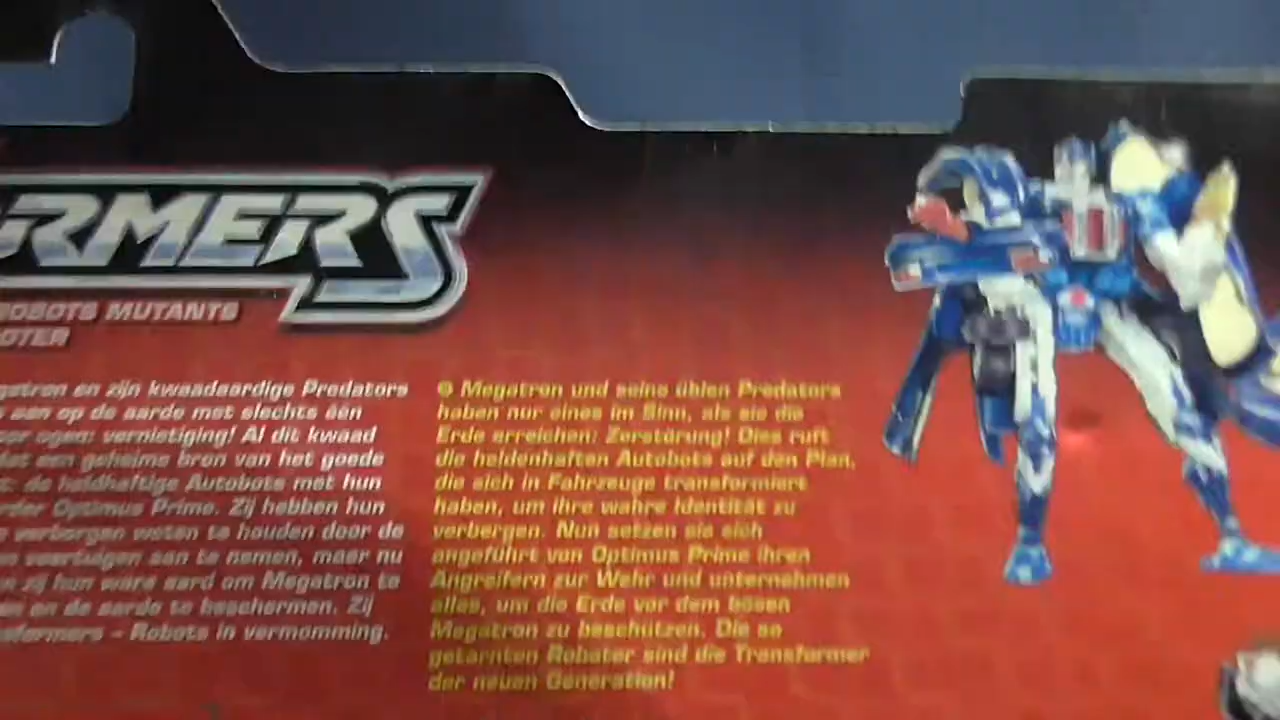 RMERS
ROBOTS MUTANTS
OTER
gatron en zijn kwaadaardige Predators
aan op de aarde met slechts één
oor ogen: vernietiging! Al dit kwaad
dat een geheime bron van het goede
t: de heldhaftige Autobots met hun
rder Optimus Prime. Zij hebben hun
verborgen weten te houden door de
voertuigen aan te nemen, maar nu
n zij hun ware aard om Megatron te
en de aarde te beschermen. Zij
nsformers – Robots in vermomming.
D Megatron und seine üblen Predators
haben nur eines im Sinn, als sie die
Erde erreichen: Zerstörung! Dies ruft
die heldenhaften Autobots auf den Plan,
die sich in Fahrzeuge transformiers
haben, um ihre wahre Identität zu
verbergen. Nun setzen sie sich
angeführt von Optimus Prime ihren
Angreifern zur Wehr und unternehmen
alles, um die Erde vor dem bösen
Megatron zu beschützen. Die so
getarnten Roboter sind die Transformer
der neuen Generation!